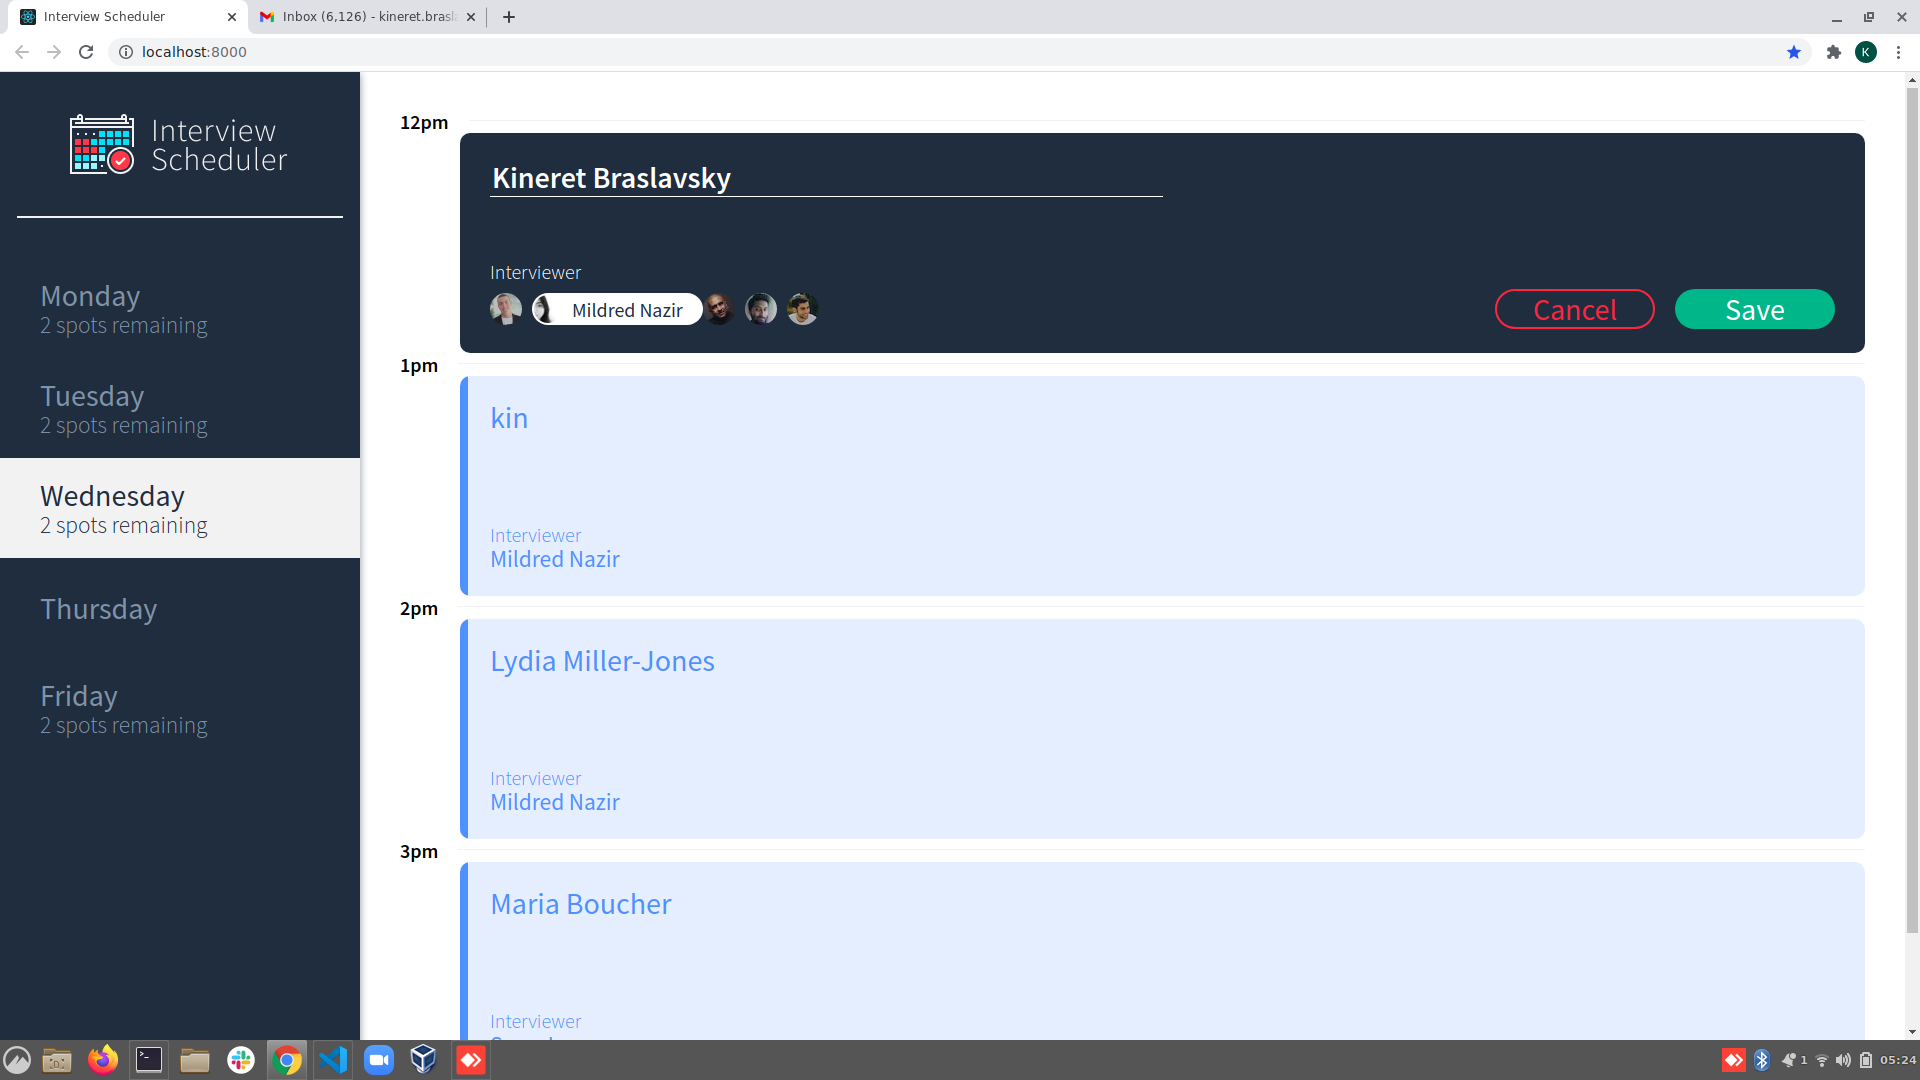 Interview Scheduler
Inbox (6,126) - kineret.brasl
localhost:8000
K
Interview
Scheduler
Monday
2 spots remaining
Tuesday
2 spots remaining
Wednesday
2 spots remaining
Thursday
Friday
2 spots remaining
12pm
Kineret Braslavsky
Interviewer
Mildred Nazir
Cancel
Save
1pm
kin
Interviewer
Mildred Nazir
2pm
Lydia Miller-Jones
Interviewer
Mildred Nazir
3pm
Maria Boucher
Interviewer
1
05:24